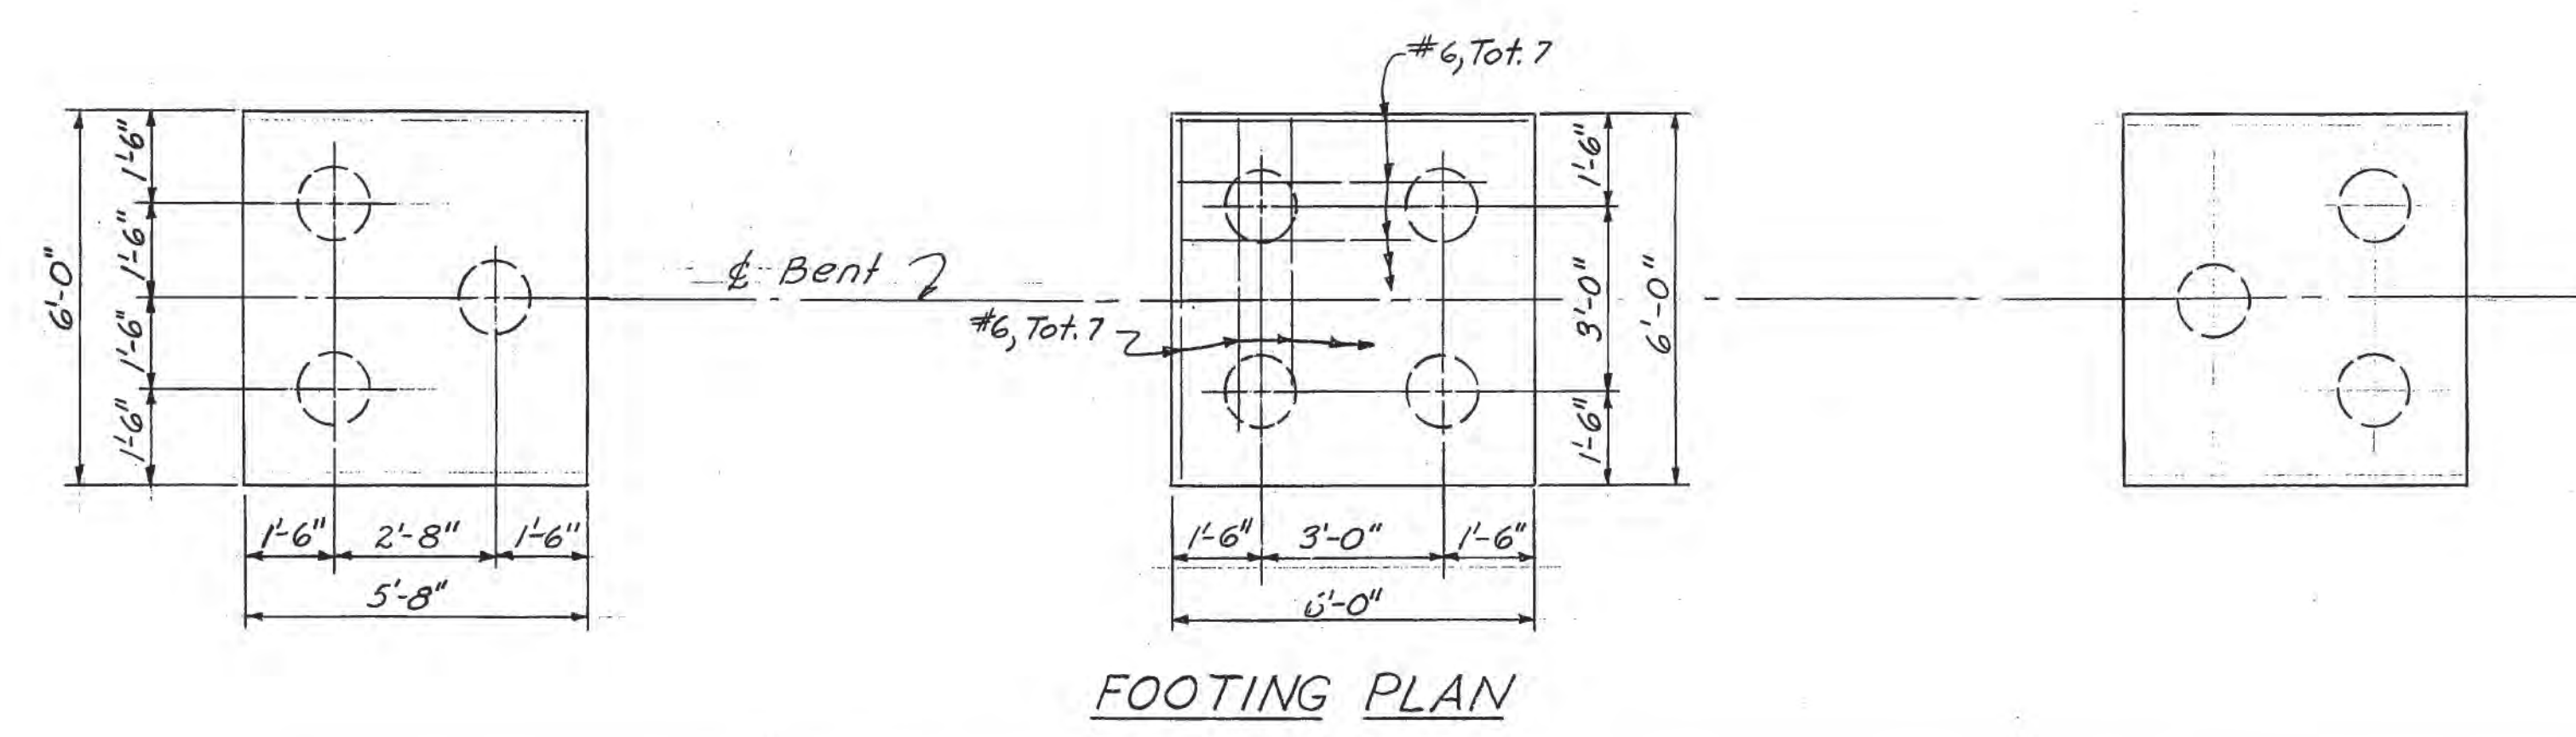 #6, Tot. 7
1'-6"
1'-6"
1'-6"
1'-6"
6'-0"
℄ Bent
#6, Tot. 7
1'-6"
3'-0"
1'-6"
6'-0"
1'-6" 2'-8" 1'-6"
5'-8"
1'-6" 3'-0" 1'-6"
6'-0"
FOOTING PLAN